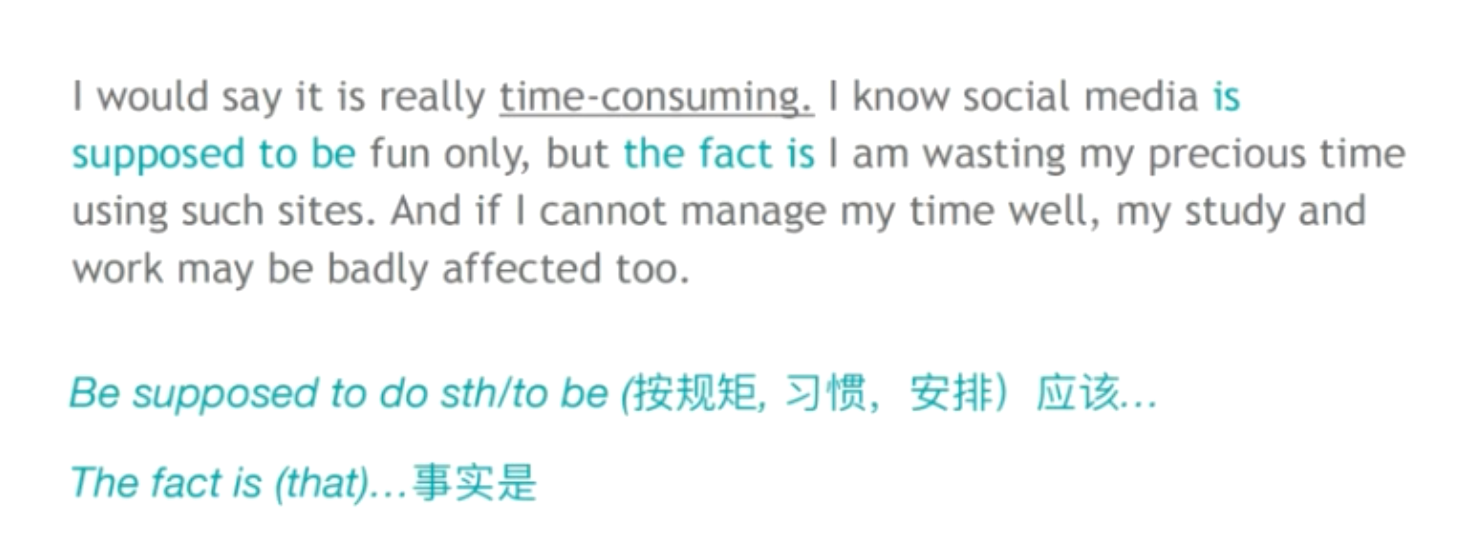 I would say it is really time-consuming. I know social media is
supposed to be fun only, but the fact is I am wasting my precious time
using such sites. And if I cannot manage my time well, my study and
work may be badly affected too.
Be supposed to do sth/to be (按规矩, 习惯，安排）应该...
The fact is (that)...事实是